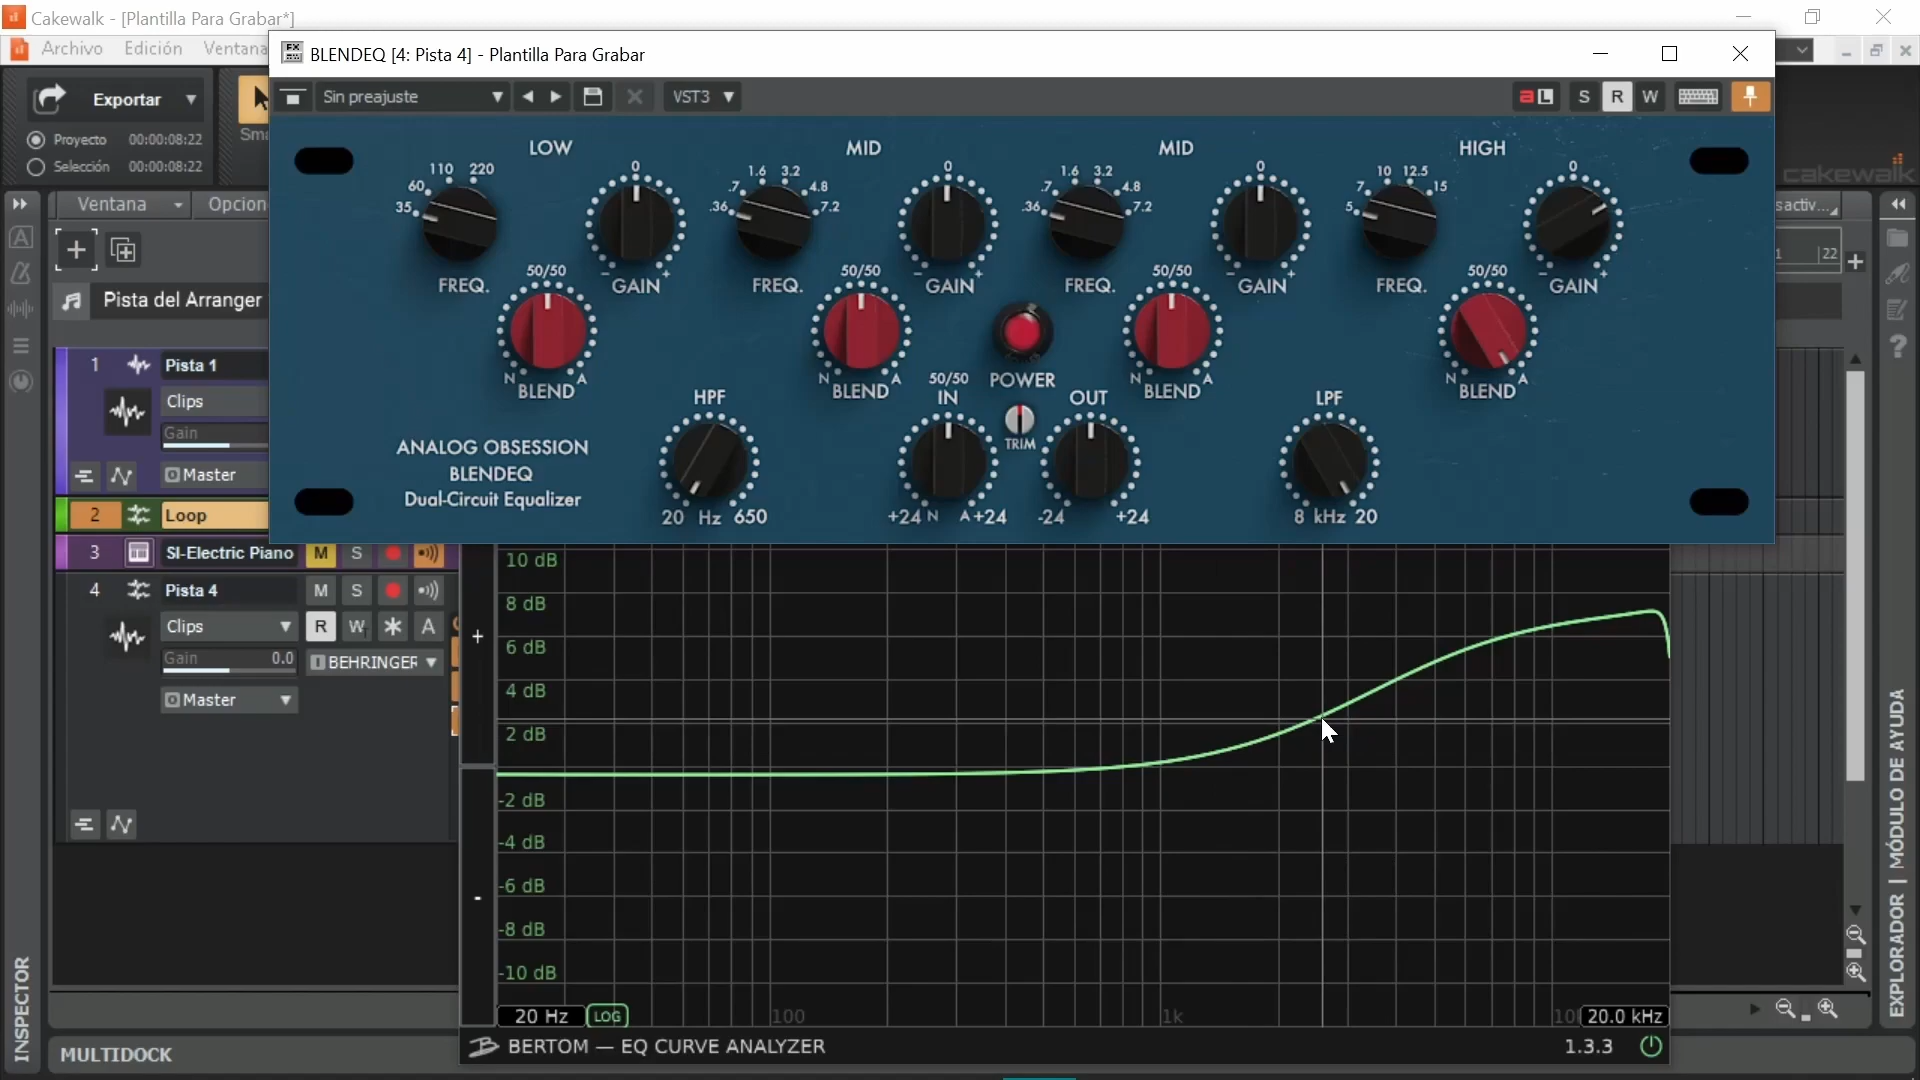 Cakewalk - [Plantilla Para Grabar*]
Archivo Edición Ventana
BLENDEQ [4: Pista 4] - Plantilla Para Grabar
Sin preajuste VST3 S R W
Exportar
Proyecto 00:00:08:22
Selección 00:00:08:22
cakewalk
Ventana Opcion
22
Pista del Arranger
LOW MID MID HIGH
35. 60 110 220 FREQ. 0 - + GAIN
.36 .7 1.6 3.2 4.8 7.2 FREQ. 0 - + GAIN
.36 .7 1.6 3.2 4.8 7.2 FREQ. 0 - + GAIN
5 7 10 12.5 15 FREQ. 0 - + GAIN
50/50 N BLEND A
50/50 N BLEND A
50/50 N BLEND A
50/50 N BLEND A
POWER
HPF
20 Hz 650
50/50
IN
+24 N A +24
TRIM
OUT
-24 +24
LPF
8 kHz 20
ANALOG OBSESSION
BLENDEQ
Dual-Circuit Equalizer
1 Pista 1
Clips
Gain
Master
2 Loop
3 SI-Electric Piano M S
4 Pista 4 M S
Clips R W A
Gain 0.0 BEHRINGER
Master
10 dB
8 dB
6 dB
4 dB
2 dB
-2 dB
-4 dB
-6 dB
-8 dB
-10 dB
+
-
20 Hz LOG 100 1k 20.0 kHz
BERTOM — EQ CURVE ANALYZER 1.3.3
INSPECTOR
MULTIDOCK
EXPLORADOR | MÓDULO DE AYUDA